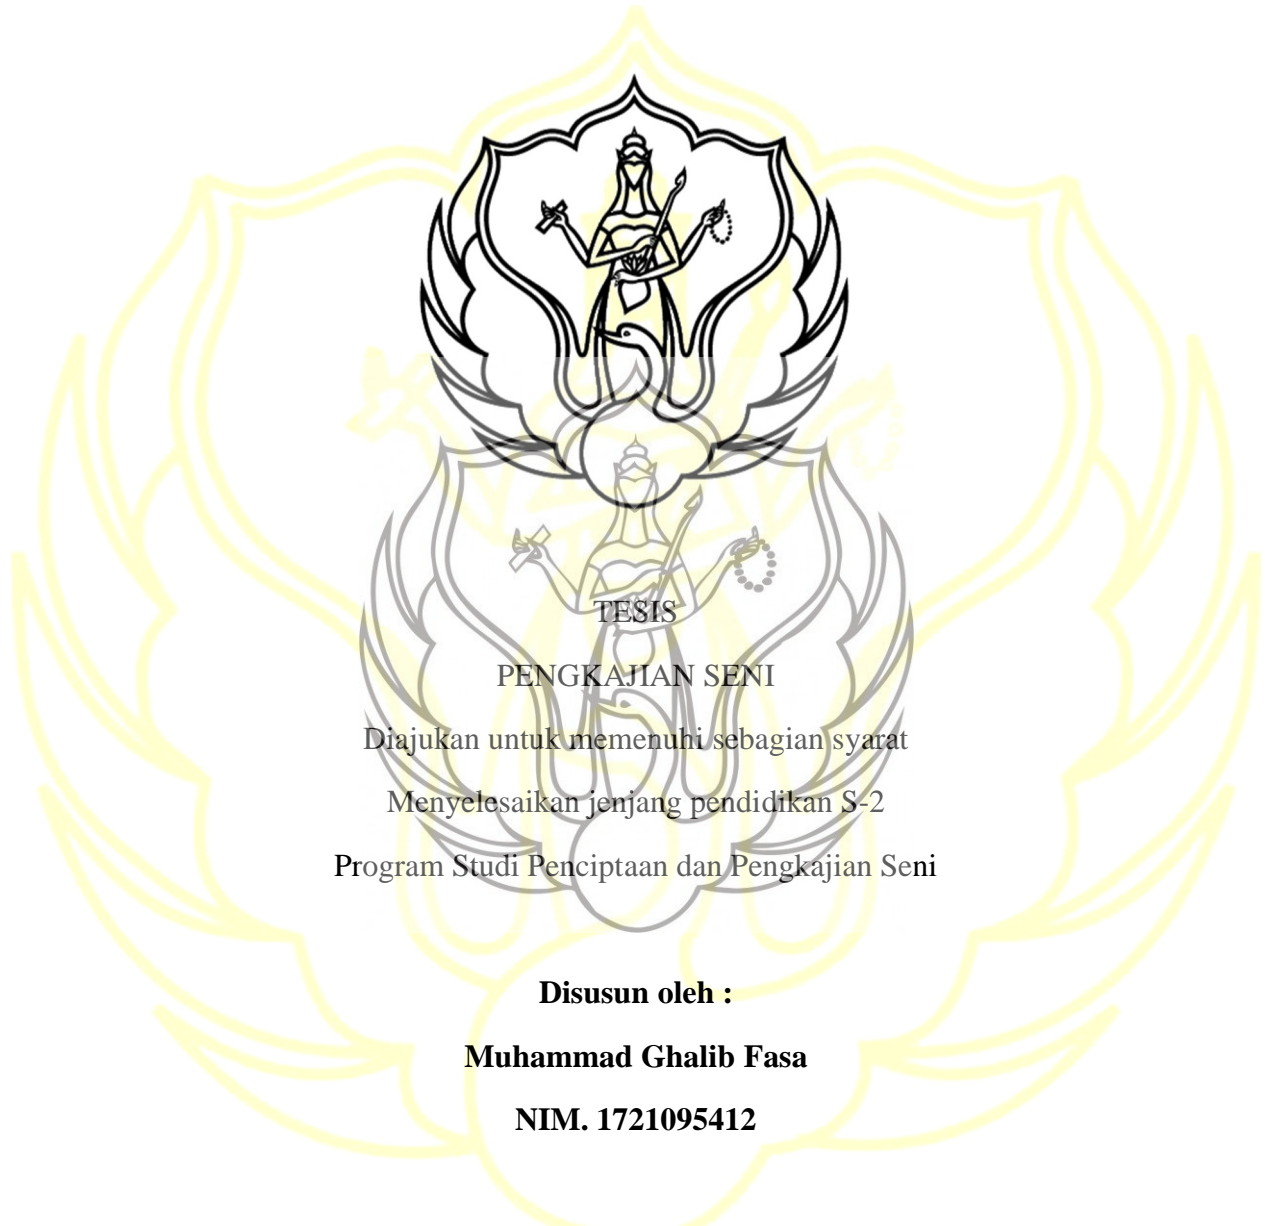 TESIS
PENGKAJIAN SENI
Diajukan untuk memenuhi sebagian syarat
Menyelesaikan jenjang pendidikan S-2
Program Studi Penciptaan dan Pengkajian Seni
Disusun oleh :
Muhammad Ghalib Fasa
NIM. 1721095412